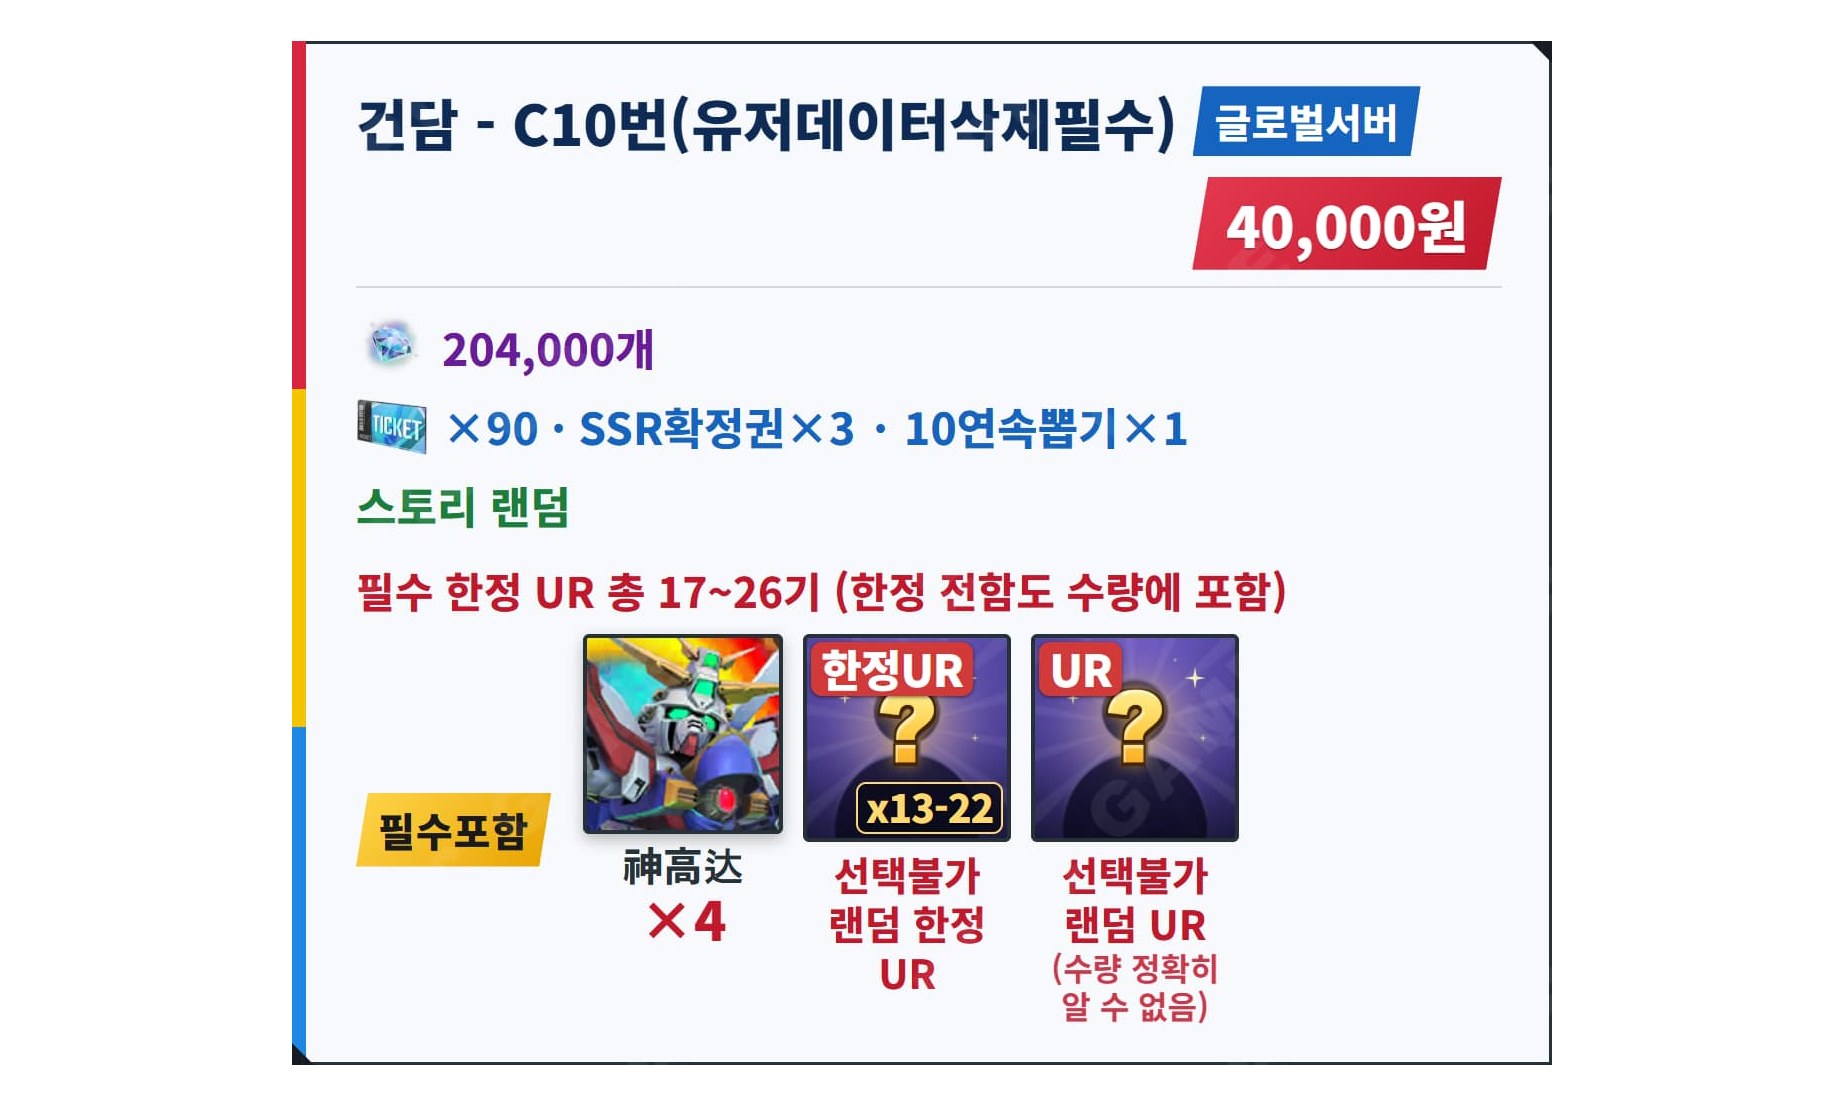 건담 - C10번(유저데이터삭제필수) 글로벌서버
40,000원
204,000개
TICKET ×90 · SSR확정권×3 · 10연속뽑기×1
스토리 랜덤
필수 한정 UR 총 17~26기 (한정 전함도 수량에 포함)
필수포함
神高达
×4
한정UR
?
x13-22
선택불가
랜덤 한정
UR
UR
?
선택불가
랜덤 UR
(수량 정확히
알 수 없음)